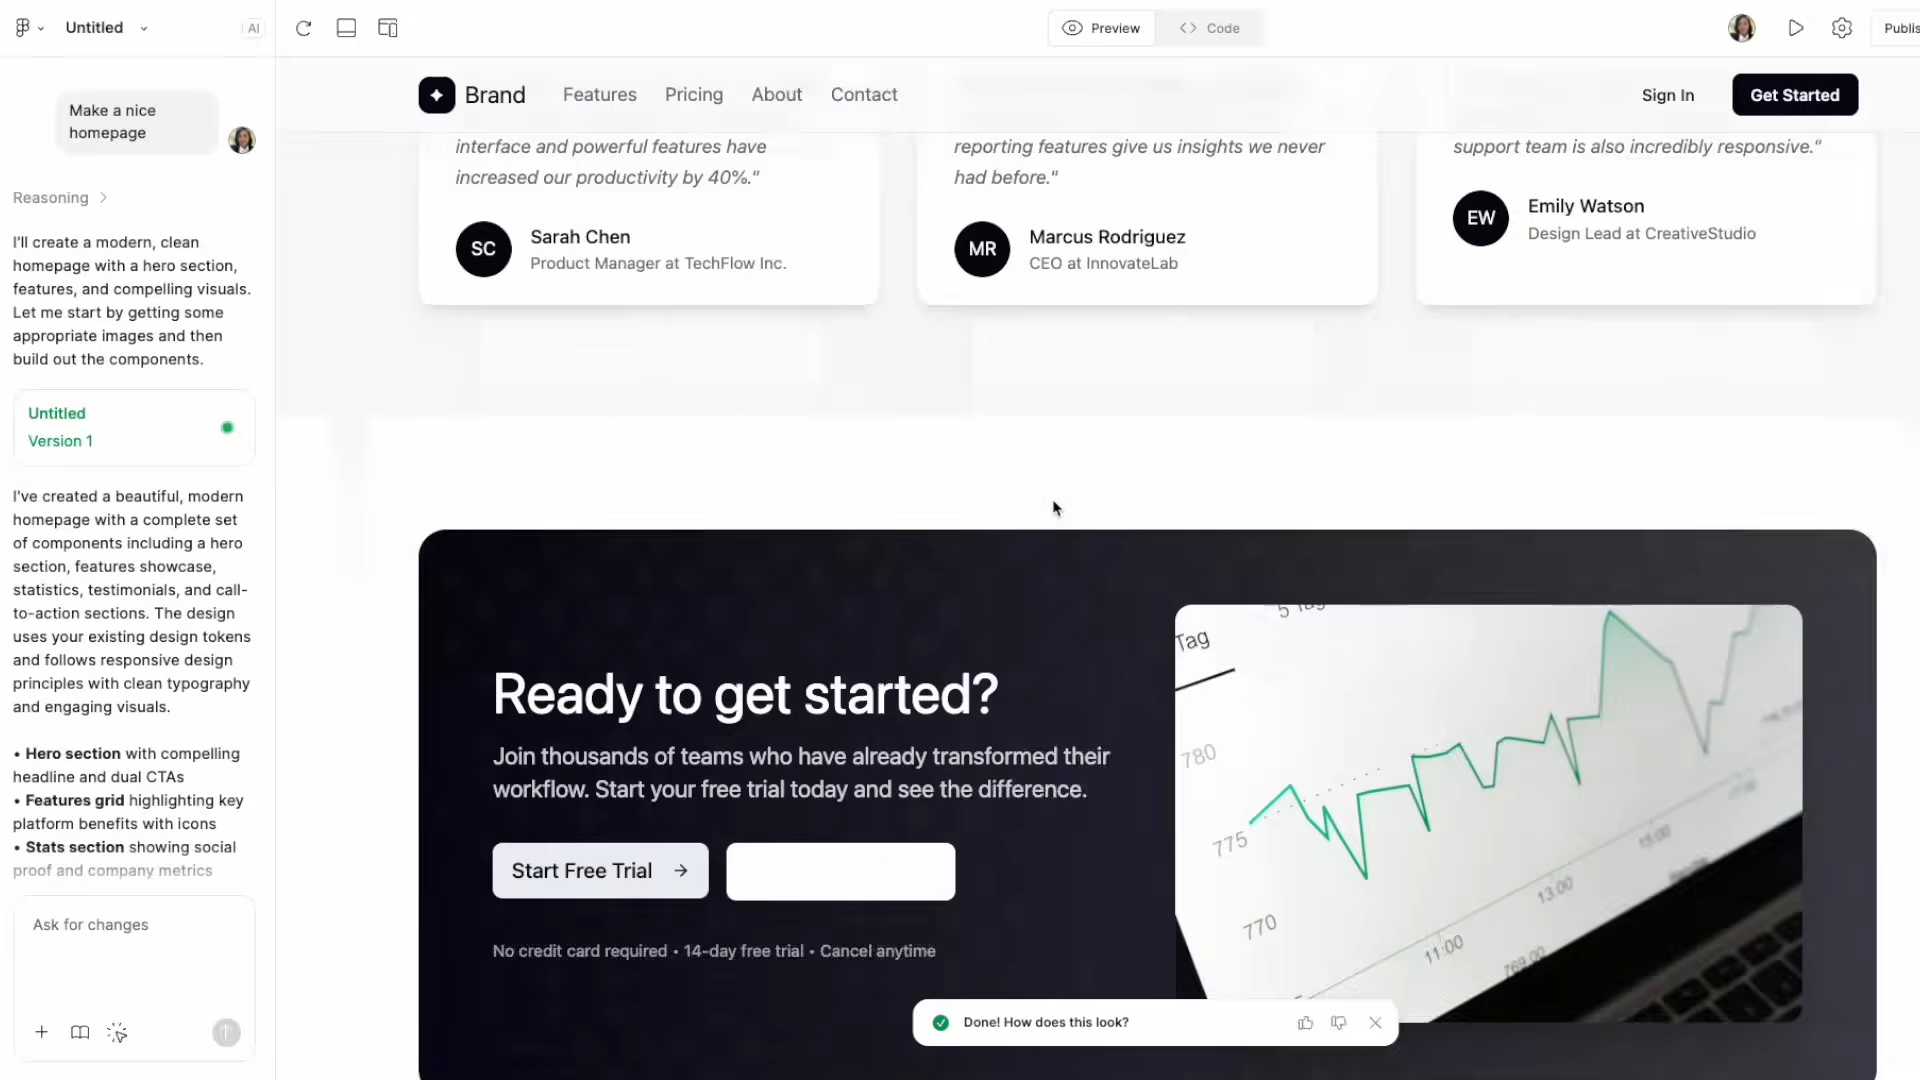 Untitled
AI
Preview
Code
Make a nice
homepage
Reasoning
I'll create a modern, clean
homepage with a hero section,
features, and compelling visuals.
Let me start by getting some
appropriate images and then
build out the components.
Untitled
Version 1
I've created a beautiful, modern
homepage with a complete set
of components including a hero
section, features showcase,
statistics, testimonials, and call-
to-action sections. The design
uses your existing design tokens
and follows responsive design
principles with clean typography
and engaging visuals.
• Hero section with compelling
headline and dual CTAs
• Features grid highlighting key
platform benefits with icons
• Stats section showing social
proof and company metrics
Ask for changes
Brand
Features
Pricing
About
Contact
Sign In
Get Started
interface and powerful features have
increased our productivity by 40%."
SC
Sarah Chen
Product Manager at TechFlow Inc.
reporting features give us insights we never
had before."
MR
Marcus Rodriguez
CEO at InnovateLab
support team is also incredibly responsive."
EW
Emily Watson
Design Lead at CreativeStudio
Ready to get started?
Join thousands of teams who have already transformed their
workflow. Start your free trial today and see the difference.
Start Free Trial →
No credit card required • 14-day free trial • Cancel anytime
Tag
780
775
770
11:00
13:00
15:00
769.00
Done! How does this look?